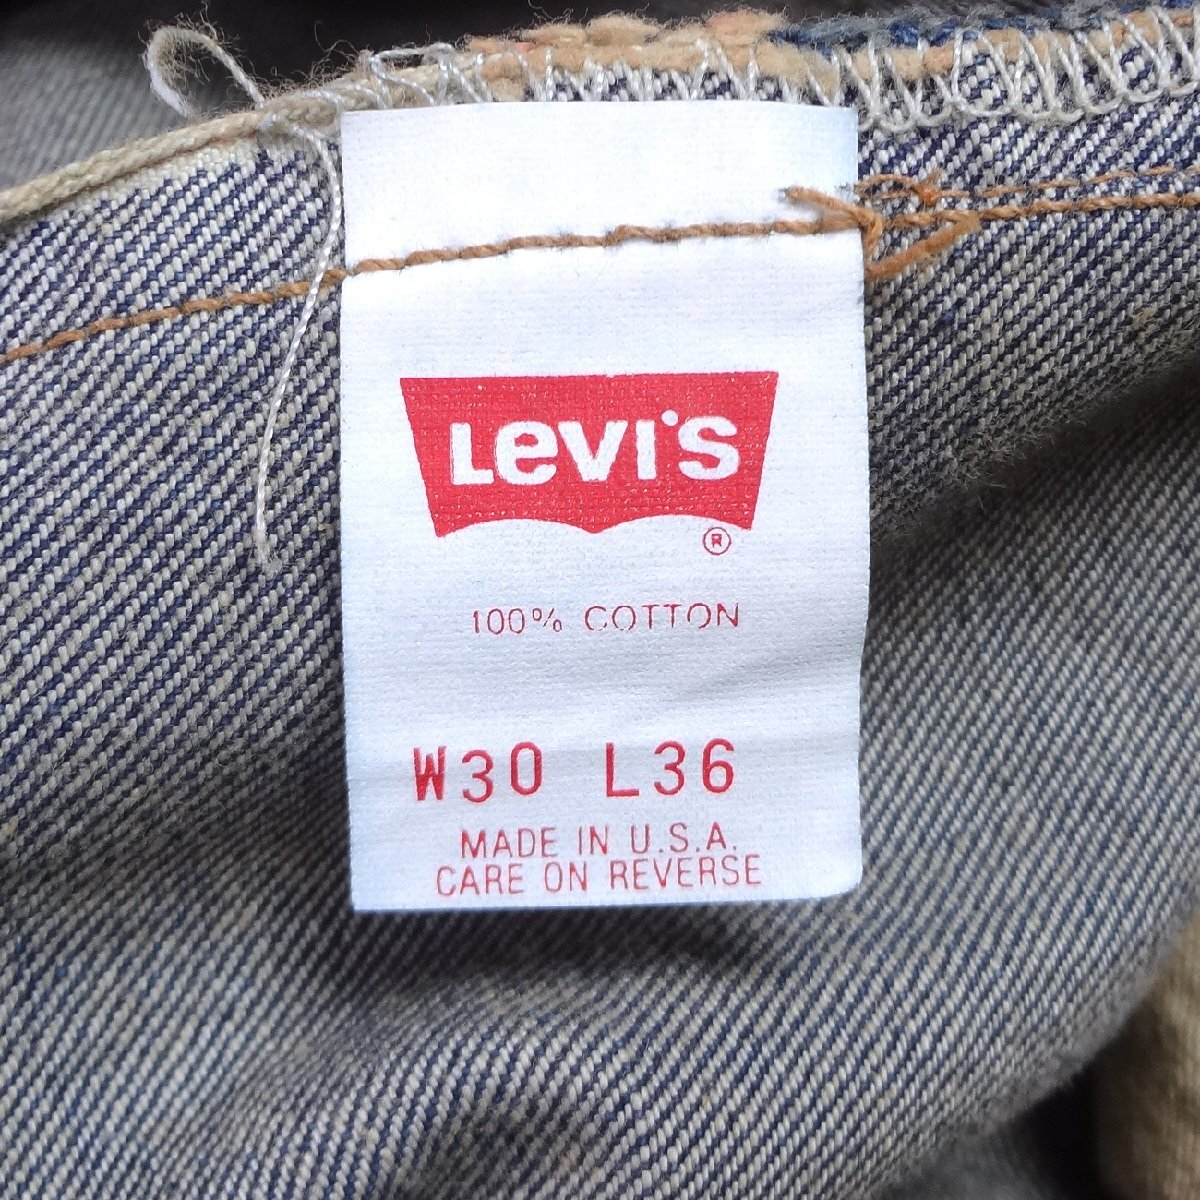 Levi's
®
100% COTTON
W30 L36
MADE IN U.S.A.
CARE ON REVERSE